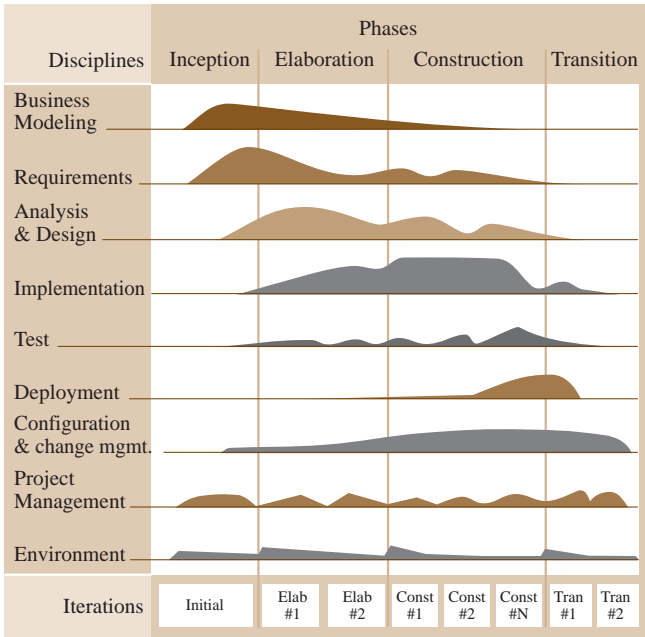 Phases
Disciplines
Inception
Elaboration
Construction
Transition
Business
Modeling
Requirements
Analysis
& Design
Implementation
Test
Deployment
Configuration
& change mgmt.
Project
Management
Environment
Iterations
Initial
Elab
#1
Elab
#2
Const
#1
Const
#2
Const
#N
Tran
#1
Tran
#2